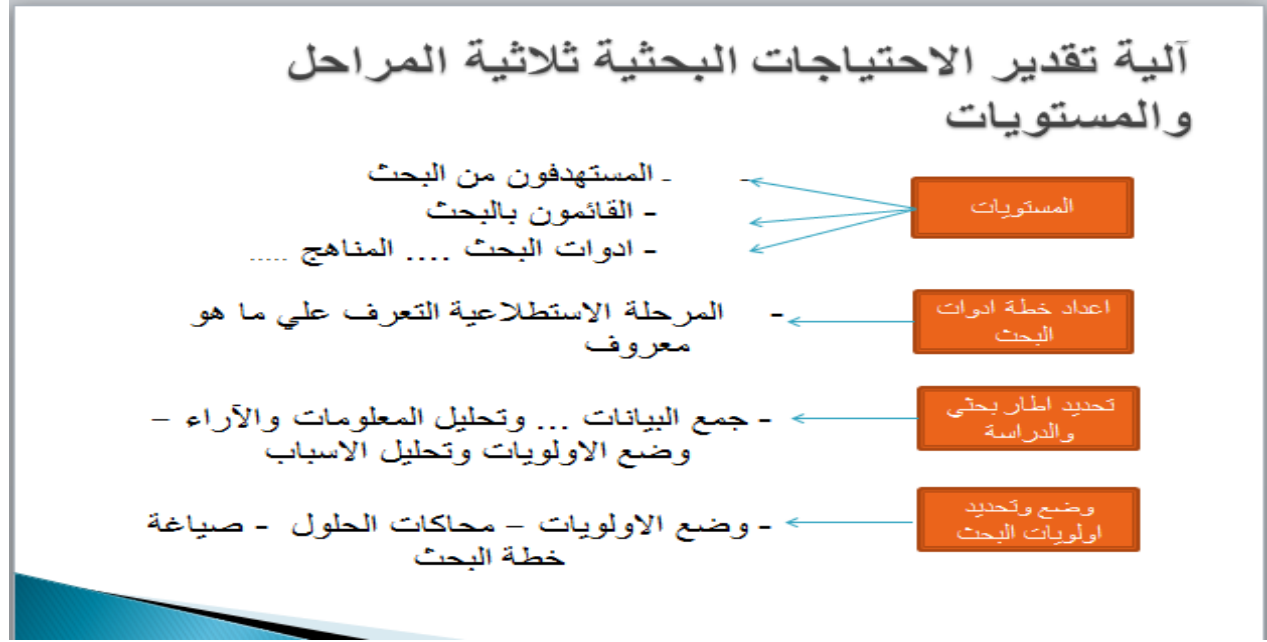 آلية تقدير الاحتياجات البحثية ثلاثية المراحل
والمستويات
المستويات
- - المستهدفون من البحث
- القائمون بالبحث
- ادوات البحث .... المناهج .....
اعداد خطة ادوات
البحث
- المرحلة الاستطلاعية التعرف علي ما هو
معروف
تحديد اطار بحثي
والدراسة
- جمع البيانات ... وتحليل المعلومات والآراء –
وضع الاولويات وتحليل الاسباب
وضع وتحديد
اولويات البحث
- وضع الاولويات – محاكات الحلول - صياغة
خطة البحث